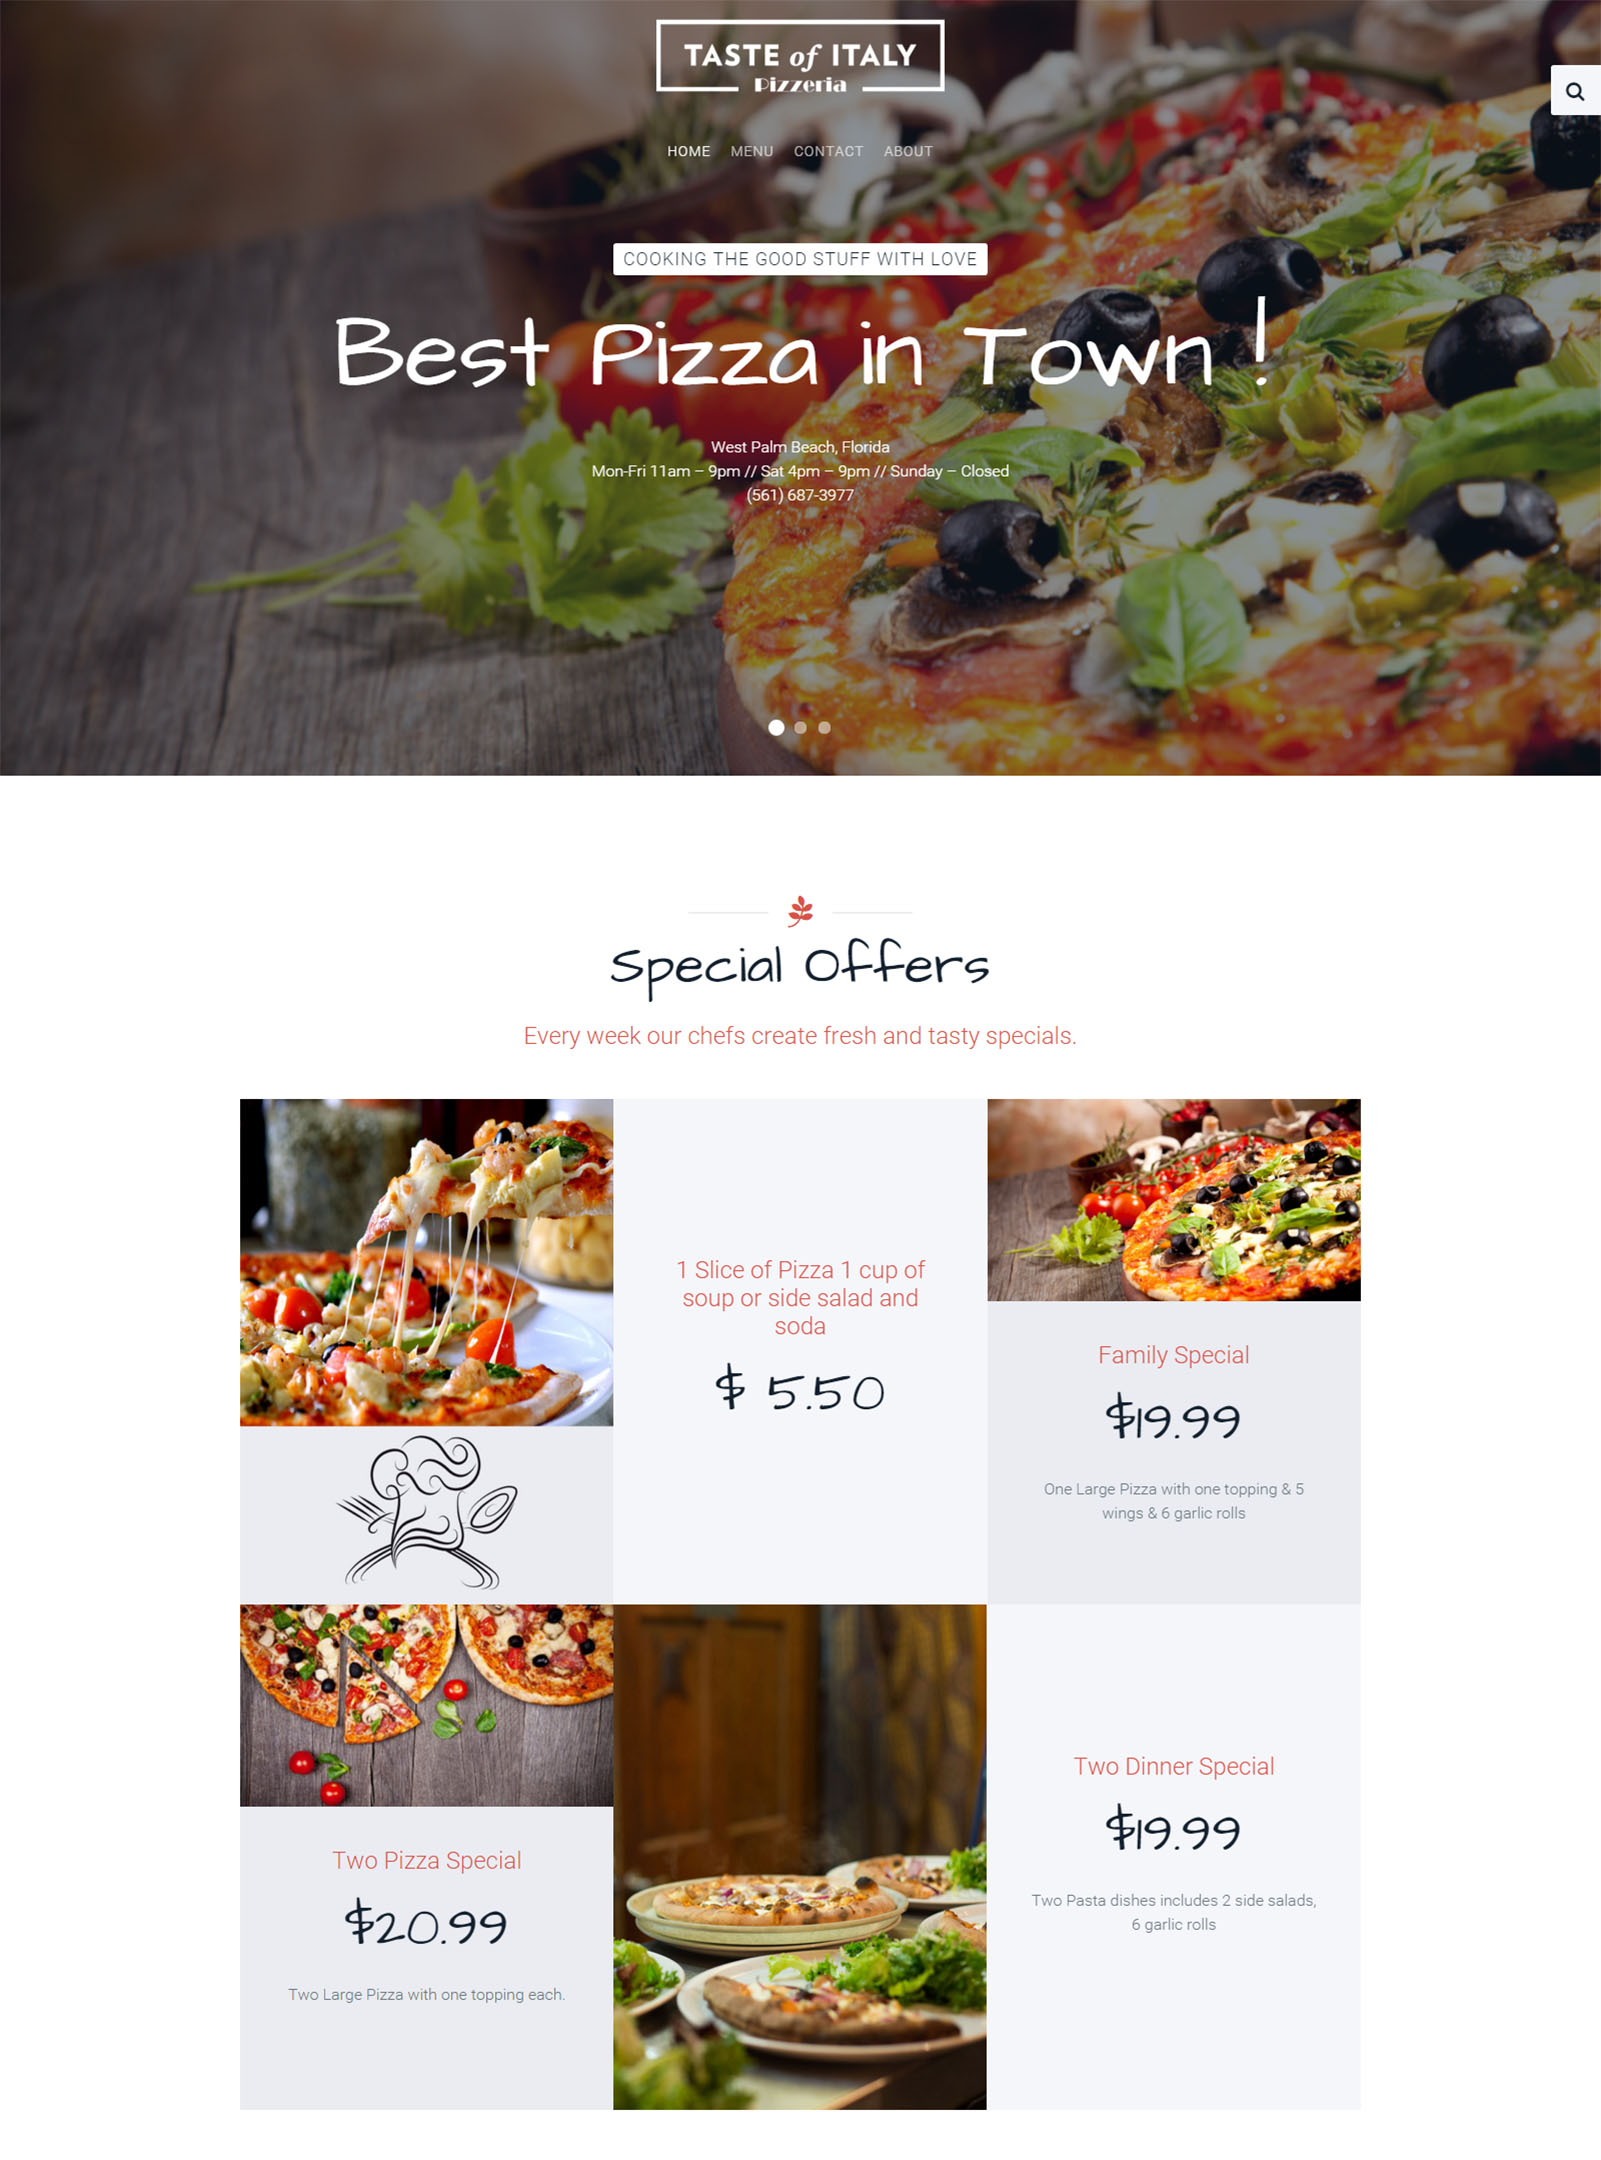 TASTE of ITALY
Pizzeria
HOME MENU CONTACT ABOUT
COOKING THE GOOD STUFF WITH LOVE
Best Pizza in Town !
West Palm Beach, Florida
Mon-Fri 11am – 9pm // Sat 4pm – 9pm // Sunday – Closed
(561) 687-3977
Special Offers
Every week our chefs create fresh and tasty specials.
1 Slice of Pizza 1 cup of
soup or side salad and
soda
$ 5.50
Family Special
$19.99
One Large Pizza with one topping & 5
wings & 6 garlic rolls
Two Pizza Special
$20.99
Two Large Pizza with one topping each.
Two Dinner Special
$19.99
Two Pasta dishes includes 2 side salads,
6 garlic rolls